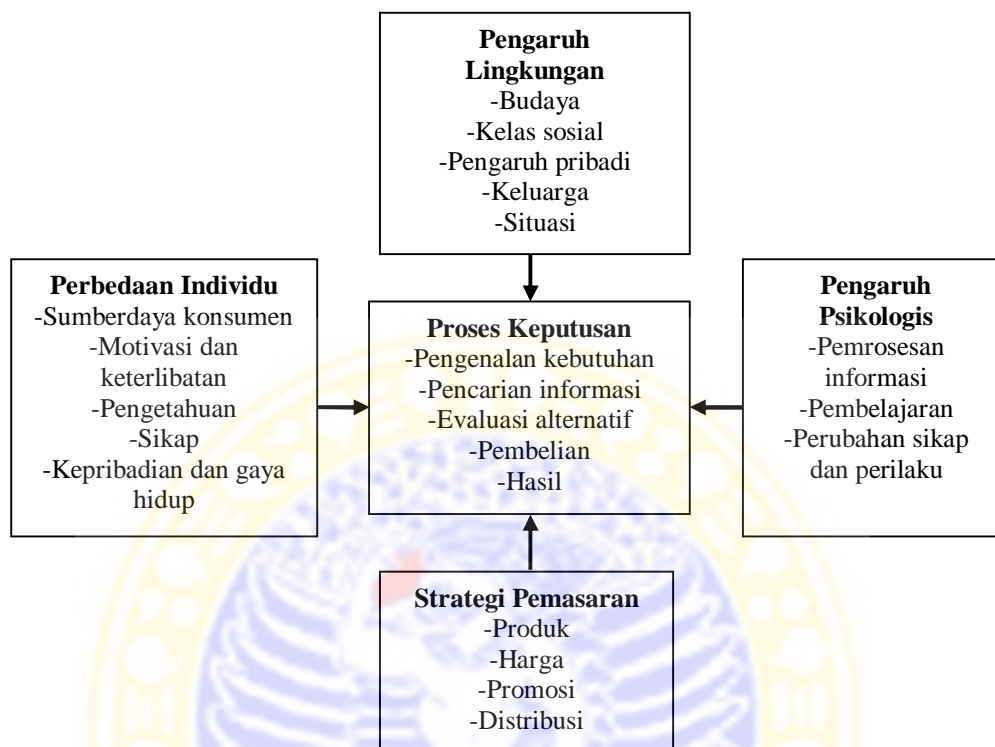 Pengaruh
Lingkungan
-Budaya
-Kelas sosial
-Pengaruh pribadi
-Keluarga
-Situasi
Perbedaan Individu
-Sumberdaya konsumen
-Motivasi dan
keterlibatan
-Pengetahuan
-Sikap
-Kepribadian dan gaya
hidup
Proses Keputusan
-Pengenalan kebutuhan
-Pencarian informasi
-Evaluasi alternatif
-Pembelian
-Hasil
Pengaruh
Psikologis
-Pemrosesan
informasi
-Pembelajaran
-Perubahan sikap
dan perilaku
Strategi Pemasaran
-Produk
-Harga
-Promosi
-Distribusi